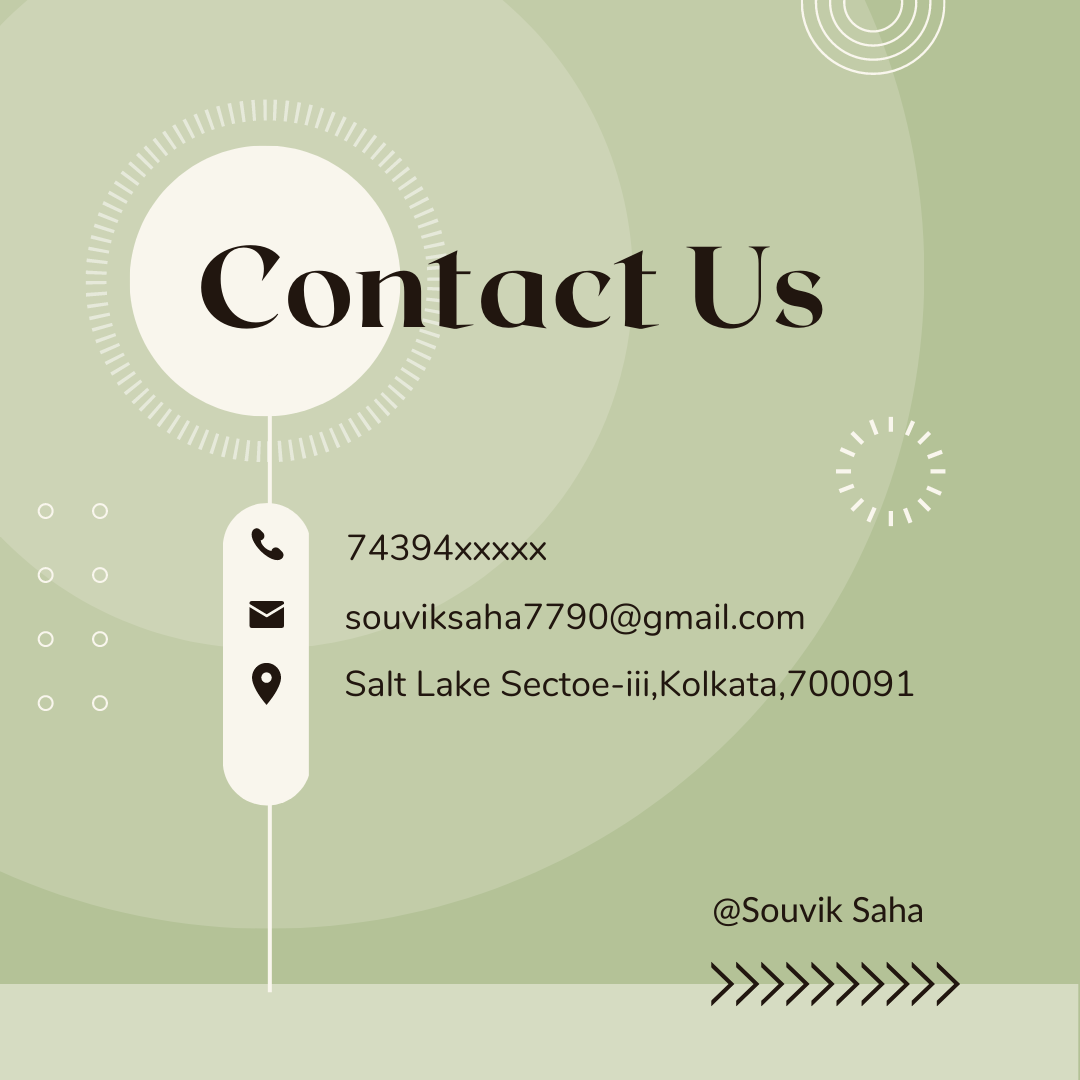 Contact Us
74394xxxxx
souviksaha7790@gmail.com
Salt Lake Sectoe-iii,Kolkata,700091
@Souvik Saha